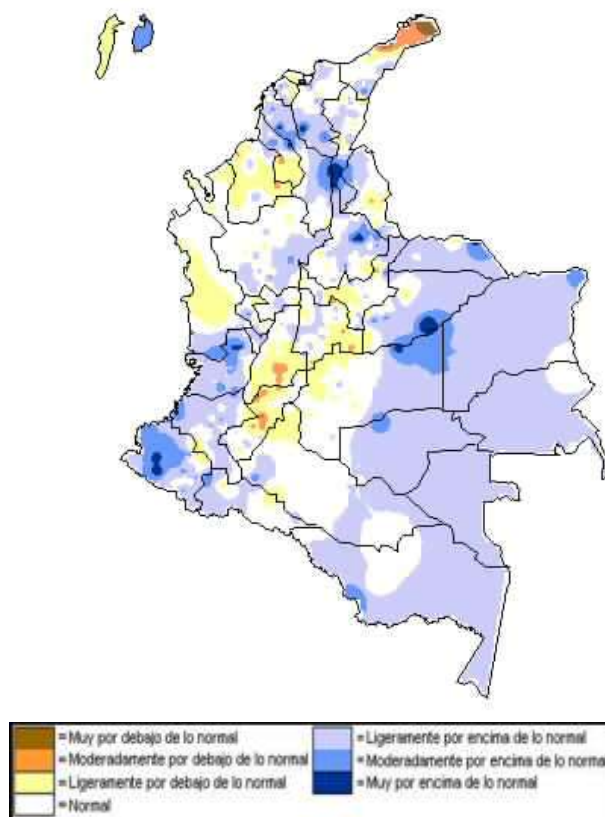 = Muy por debajo de lo normal
= Moderadamente por debajo de lo normal
= Ligeramente por debajo de lo normal
= Normal
= Ligeramente por encima de lo normal
= Moderadamente por encima de lo normal
= Muy por encima de lo normal